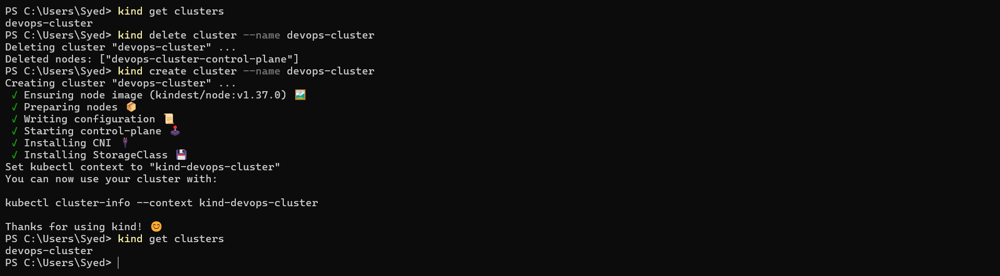 PS C:\Users\Syed> kind get clusters
devops-cluster
PS C:\Users\Syed> kind delete cluster --name devops-cluster
Deleting cluster "devops-cluster" ...
Deleted nodes: ["devops-cluster-control-plane"]
PS C:\Users\Syed> kind create cluster --name devops-cluster
Creating cluster "devops-cluster" ...
✓ Ensuring node image (kindest/node:v1.37.0) 🖼
✓ Preparing nodes 📦
✓ Writing configuration 📜
✓ Starting control-plane 🕹
✓ Installing CNI 🔌
✓ Installing StorageClass 💾
Set kubectl context to "kind-devops-cluster"
You can now use your cluster with:
kubectl cluster-info --context kind-devops-cluster
Thanks for using kind! 😊
PS C:\Users\Syed> kind get clusters
devops-cluster
PS C:\Users\Syed>